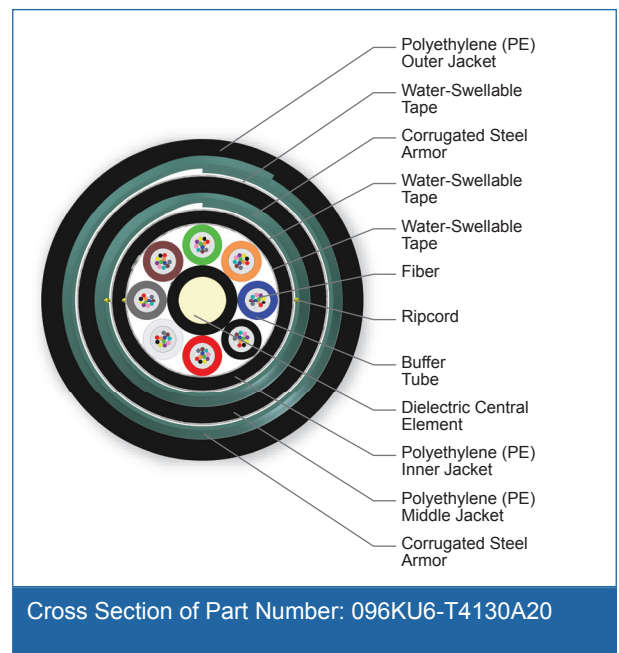 Polyethylene (PE)
Outer Jacket
Water-Swellable
Tape
Corrugated Steel
Armor
Water-Swellable
Tape
Water-Swellable
Tape
Fiber
Ripcord
Buffer
Tube
Dielectric Central
Element
Polyethylene (PE)
Inner Jacket
Polyethylene (PE)
Middle Jacket
Corrugated Steel
Armor
Cross Section of Part Number: 096KU6-T4130A20